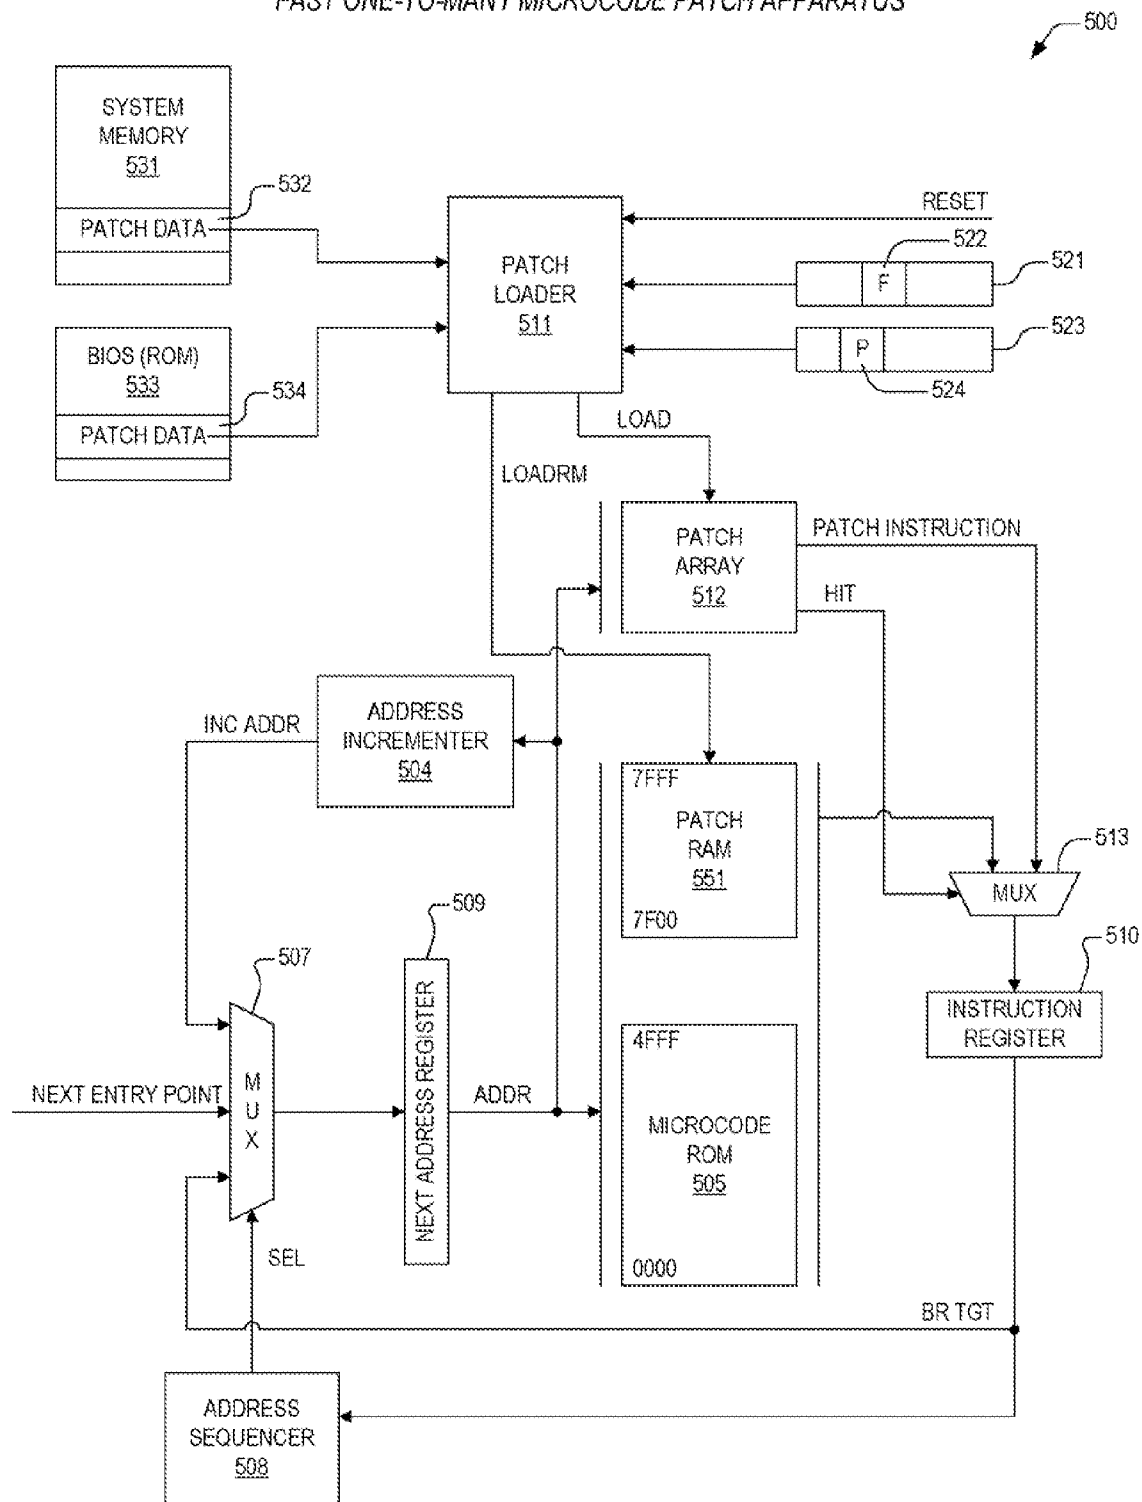 FAST ONE-TO-MANY MICROCODE PATCH APPARATUS
500
SYSTEM
MEMORY
531
532
PATCH DATA
BIOS (ROM)
533
534
PATCH DATA
PATCH
LOADER
511
RESET
522
F
521
P
523
524
LOAD
LOADRM
PATCH
ARRAY
512
PATCH INSTRUCTION
HIT
ADDRESS
INCREMENTER
504
INC ADDR
7FFF
PATCH
RAM
551
7F00
513
MUX
510
INSTRUCTION
REGISTER
509
507
NEXT ADDRESS REGISTER
NEXT ENTRY POINT
M
U
X
ADDR
4FFF
MICROCODE
ROM
505
0000
SEL
BR TGT
ADDRESS
SEQUENCER
508